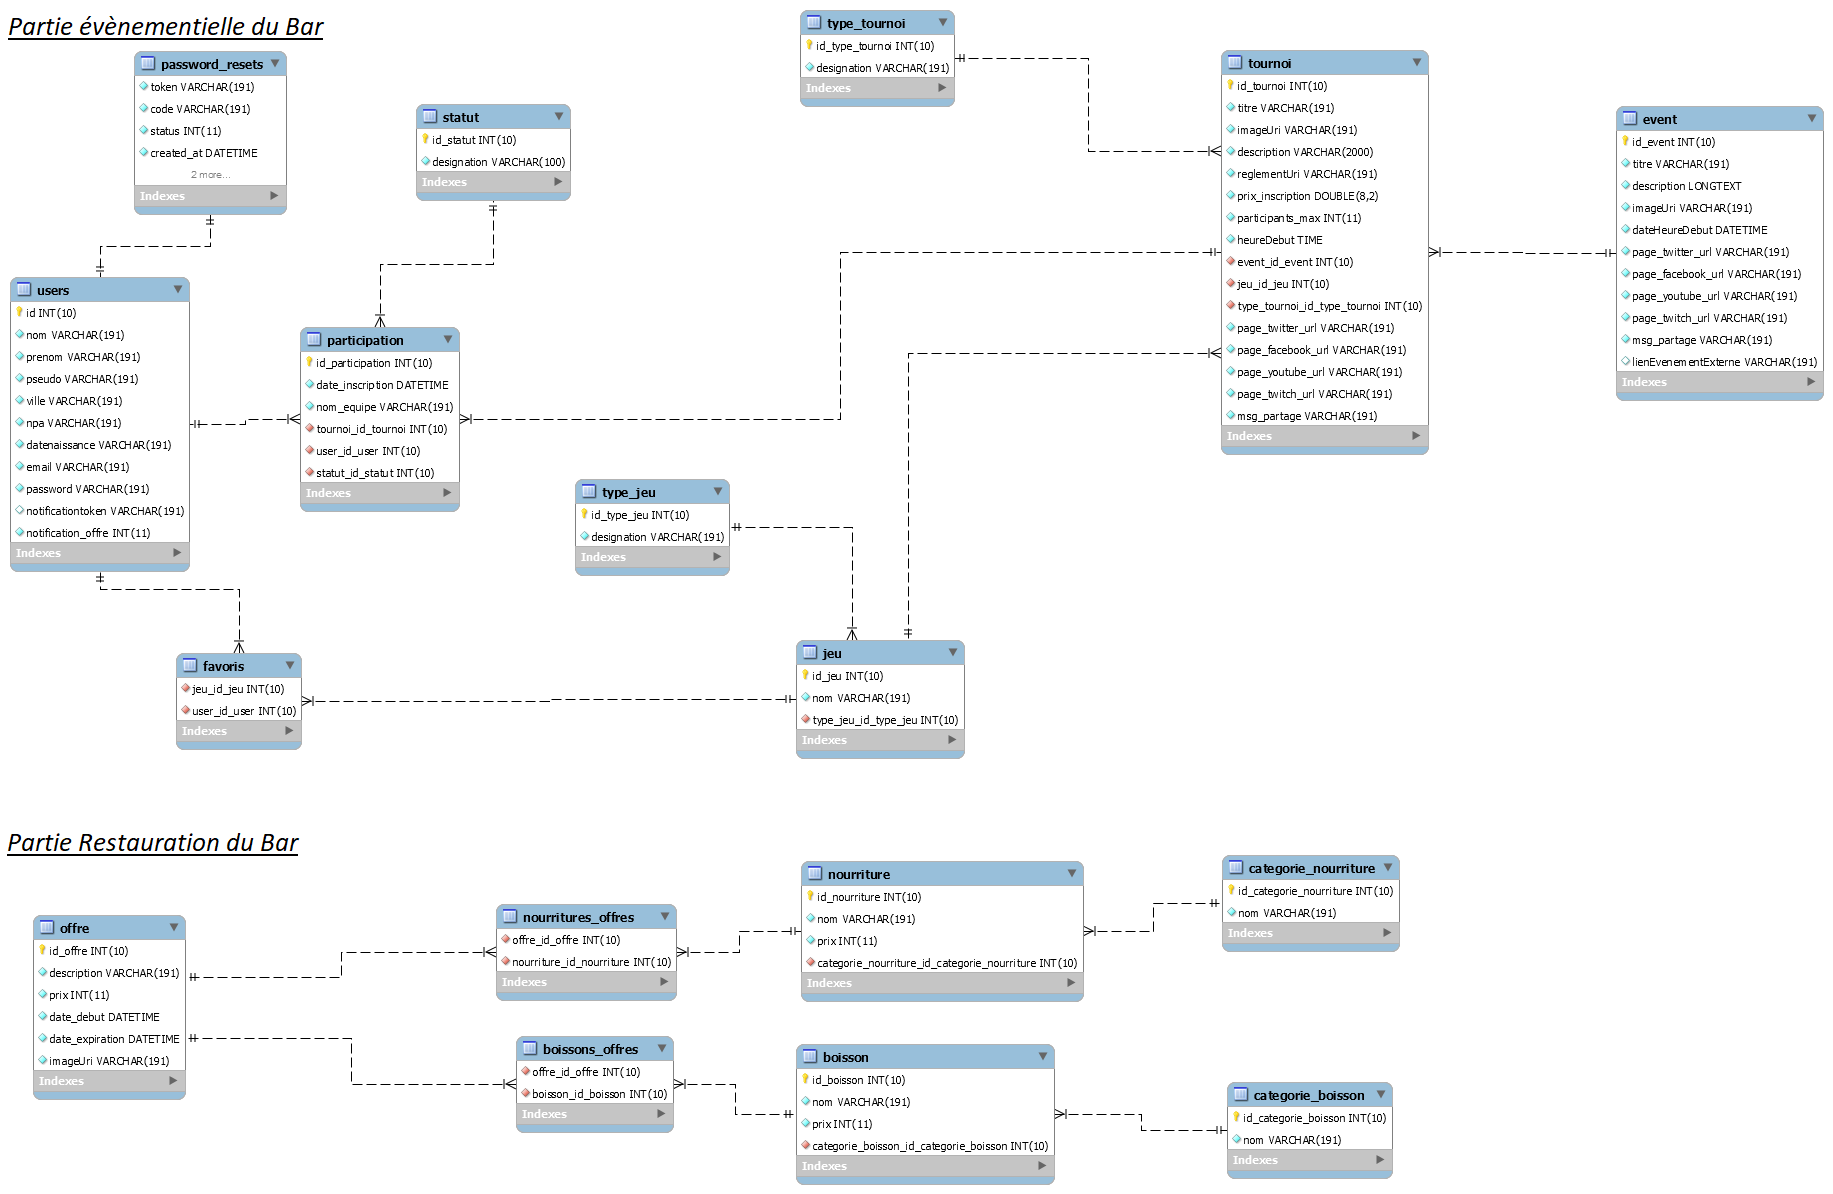 Partie évènementielle du Bar
password_resets
token VARCHAR(191)
code VARCHAR(191)
status INT(11)
created_at DATETIME
2 more...
Indexes
statut
id_statut INT(10)
designation VARCHAR(100)
Indexes
type_tournoi
id_type_tournoi INT(10)
designation VARCHAR(191)
Indexes
tournoi
id_tournoi INT(10)
titre VARCHAR(191)
imageUri VARCHAR(191)
description VARCHAR(2000)
reglementUri VARCHAR(191)
prix_inscription DOUBLE(8,2)
participants_max INT(11)
heureDebut TIME
event_id_event INT(10)
jeu_id_jeu INT(10)
type_tournoi_id_type_tournoi INT(10)
page_twitter_url VARCHAR(191)
page_facebook_url VARCHAR(191)
page_youtube_url VARCHAR(191)
page_twitch_url VARCHAR(191)
msg_partage VARCHAR(191)
Indexes
event
id_event INT(10)
titre VARCHAR(191)
description LONGTEXT
imageUri VARCHAR(191)
dateHeureDebut DATETIME
page_twitter_url VARCHAR(191)
page_facebook_url VARCHAR(191)
page_youtube_url VARCHAR(191)
page_twitch_url VARCHAR(191)
msg_partage VARCHAR(191)
lienEvenementExterne VARCHAR(191)
Indexes
users
id INT(10)
nom VARCHAR(191)
prenom VARCHAR(191)
pseudo VARCHAR(191)
ville VARCHAR(191)
npa VARCHAR(191)
datenaissance VARCHAR(191)
email VARCHAR(191)
password VARCHAR(191)
notificationtoken VARCHAR(191)
notification_offre INT(11)
Indexes
participation
id_participation INT(10)
date_inscription DATETIME
nom_equipe VARCHAR(191)
tournoi_id_tournoi INT(10)
user_id_user INT(10)
statut_id_statut INT(10)
Indexes
type_jeu
id_type_jeu INT(10)
designation VARCHAR(191)
Indexes
favoris
jeu_id_jeu INT(10)
user_id_user INT(10)
Indexes
jeu
id_jeu INT(10)
nom VARCHAR(191)
type_jeu_id_type_jeu INT(10)
Indexes
Partie Restauration du Bar
offre
id_offre INT(10)
description VARCHAR(191)
prix INT(11)
date_debut DATETIME
date_expiration DATETIME
imageUri VARCHAR(191)
Indexes
nourritures_offres
offre_id_offre INT(10)
nourriture_id_nourriture INT(10)
Indexes
nourriture
id_nourriture INT(10)
nom VARCHAR(191)
prix INT(11)
categorie_nourriture_id_categorie_nourriture INT(10)
Indexes
categorie_nourriture
id_categorie_nourriture INT(10)
nom VARCHAR(191)
Indexes
boissons_offres
offre_id_offre INT(10)
boisson_id_boisson INT(10)
Indexes
boisson
id_boisson INT(10)
nom VARCHAR(191)
prix INT(11)
categorie_boisson_id_categorie_boisson INT(10)
Indexes
categorie_boisson
id_categorie_boisson INT(10)
nom VARCHAR(191)
Indexes